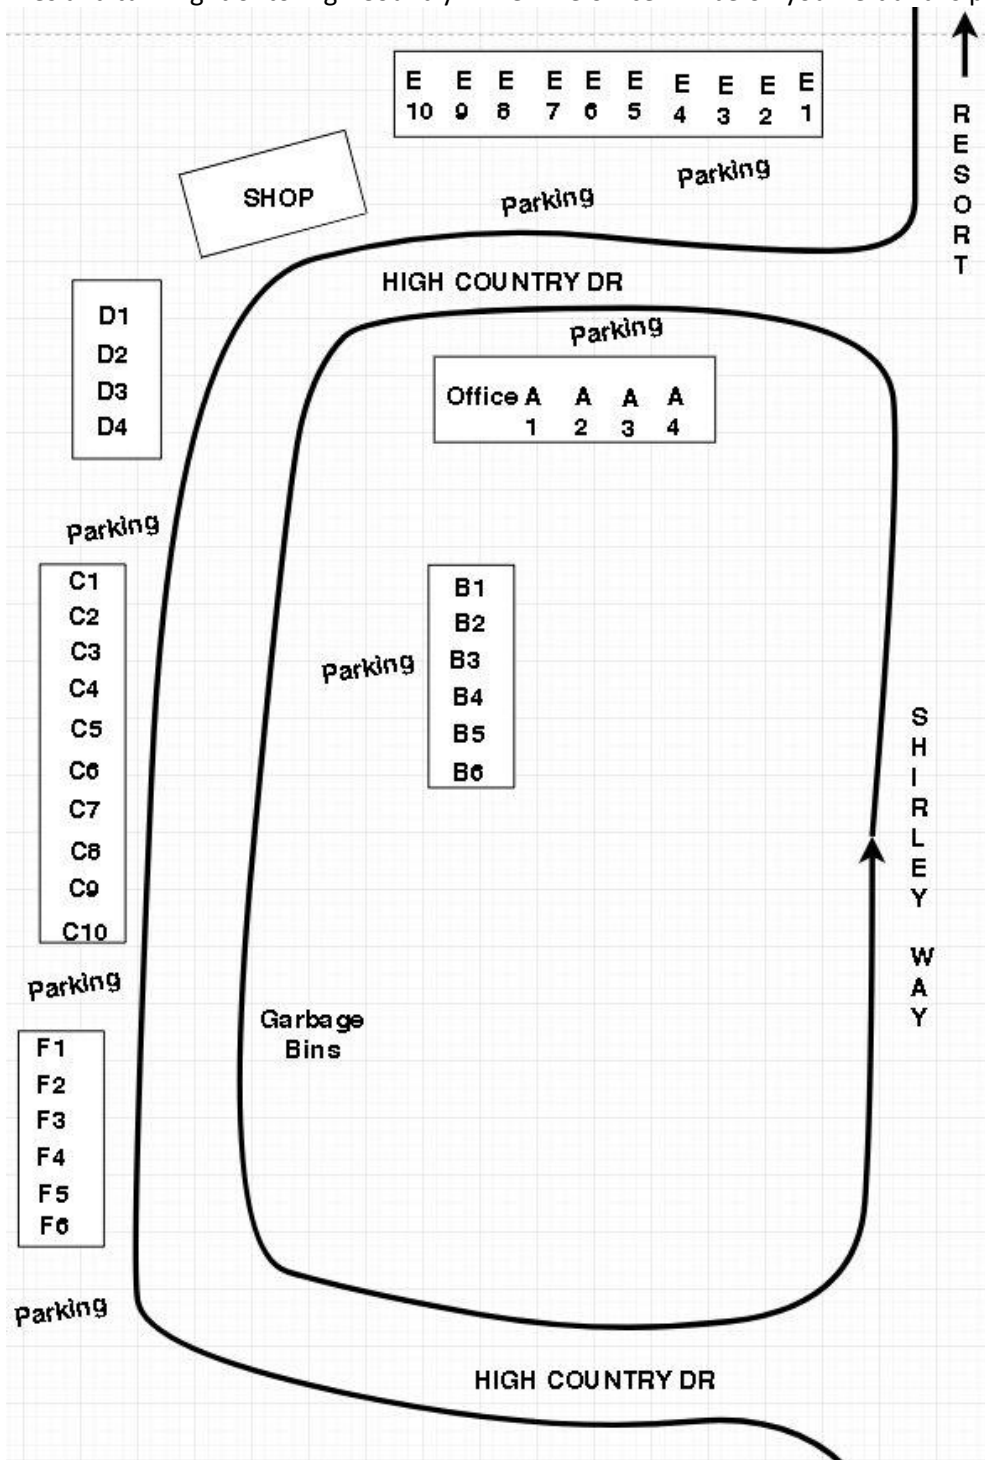 E E E E E E E E E E
10 9 8 7 6 5 4 3 2 1
R
E
S
O
R
T
SHOP
Parking
Parking
HIGH COUNTRY DR
Parking
D1
D2
D3
D4
Office A A A A
1 2 3 4
Parking
C1
C2
C3
C4
C5
C6
C7
C8
C9
C10
B1
B2
B3
B4
B5
B6
Parking
S
H
I
R
L
E
Y
W
A
Y
Parking
Garbage
Bins
F1
F2
F3
F4
F5
F6
Parking
HIGH COUNTRY DR